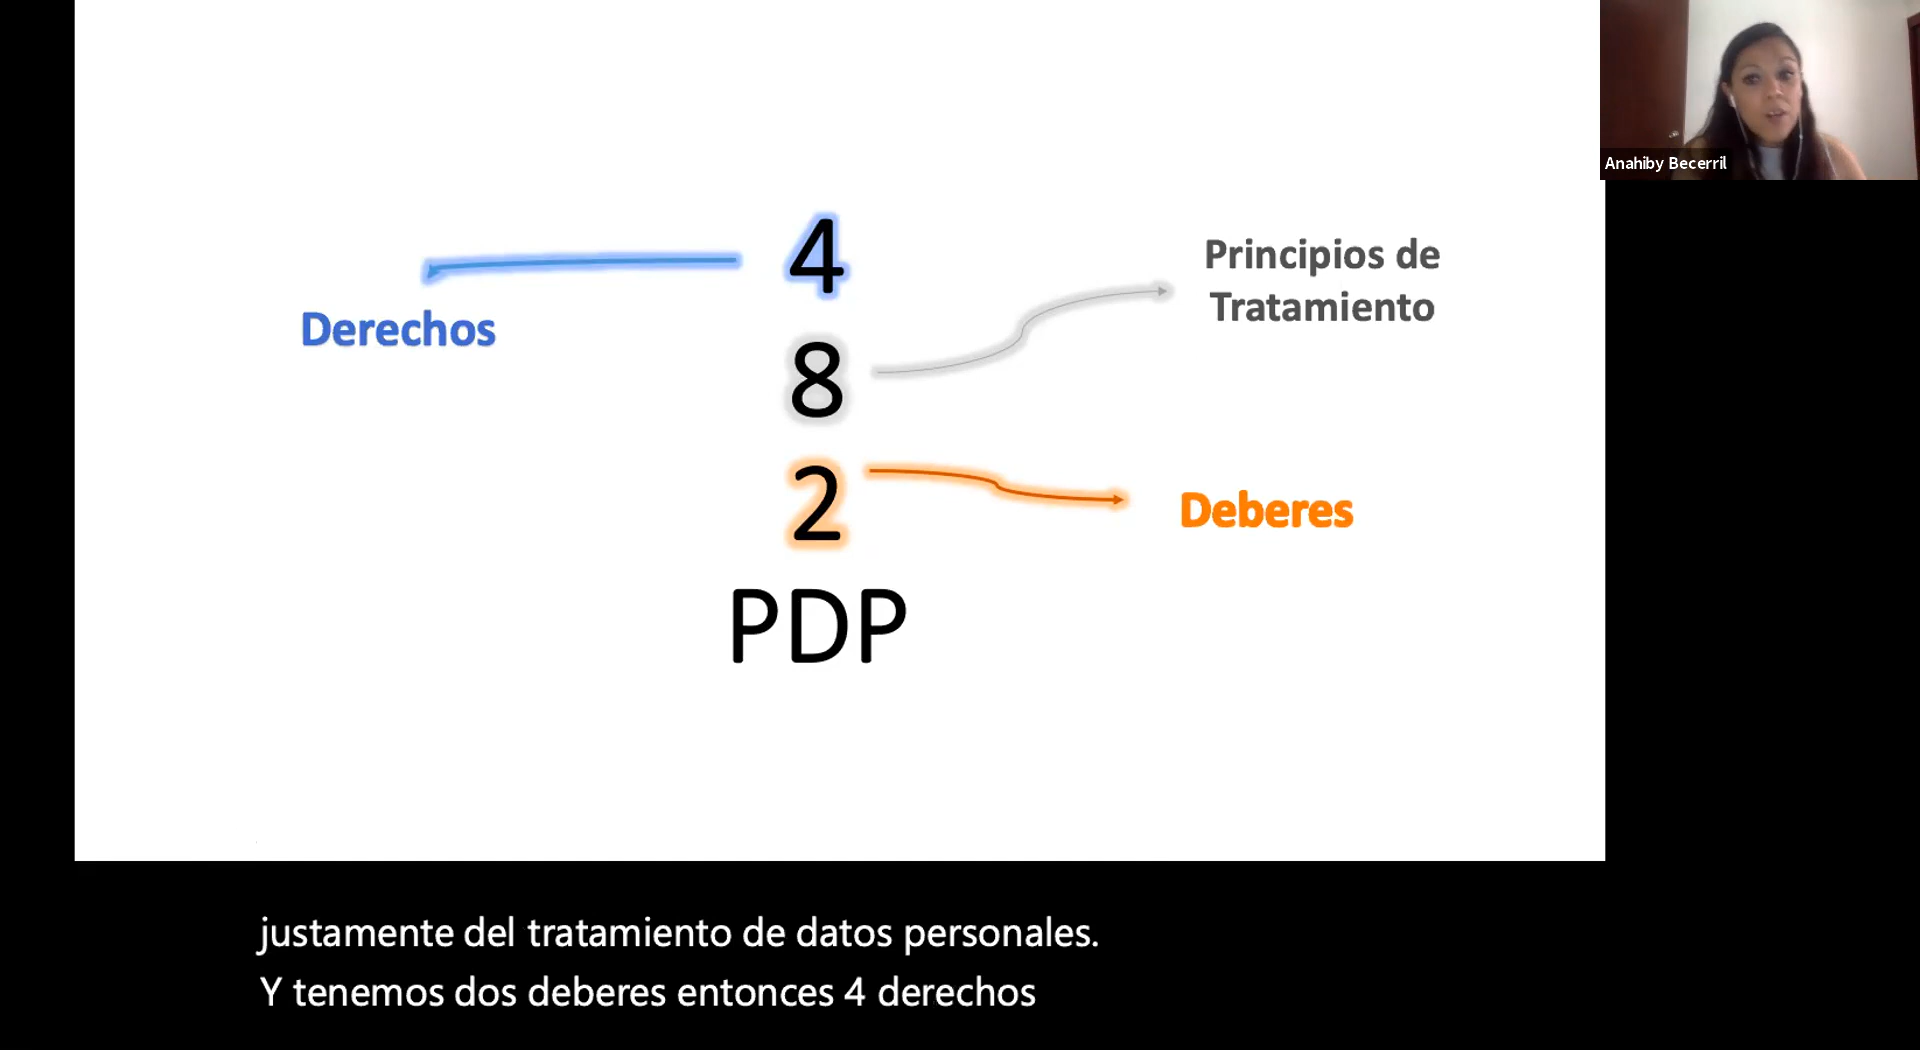 Anahiby Becerril
4
Principios de
Tratamiento
Derechos
8
2
Deberes
PDP
justamente del tratamiento de datos personales.
Y tenemos dos deberes entonces 4 derechos